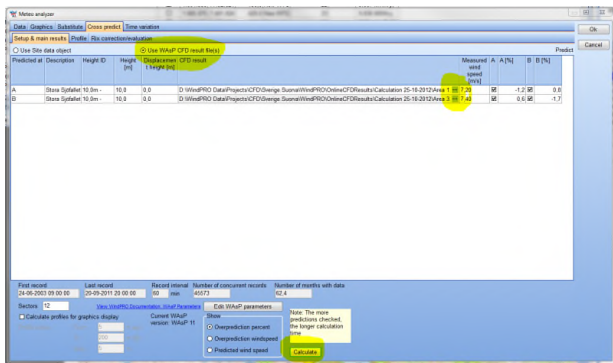 Meteo analyzer
Data Graphics Substitute Cross predict Time variation
Setup & main results Profile Rix correction/evaluation
Use Site data object Use WAsP CFD result file(s) Predict
Predicted at Description Height ID Height [m] Displacement height [m] CFD result Measured wind speed [m/s] A A [%] B B [%]
A Stora Sjöfallet 10,0m - 10,0 0,0 D:\WindPRO Data\Projects\CFD\Sverige Suorva\WindPRO\OnlineCFDResults\Calculation 25-10-2012\Area 1 7,20 -1,2 0,0
B Stora Sjöfallet 10,0m - 10,0 0,0 D:\WindPRO Data\Projects\CFD\Sverige Suorva\WindPRO\OnlineCFDResults\Calculation 25-10-2012\Area 3 7,40 0,6 -1,7
Ok
Cancel
First record Last record Record interval Number of concurrent records Number of months with data
24-06-2003 09:00:00 20-09-2011 20:00:00 60 min 45573 62,4
Sectors: 12 View WindPRO Documentation: WAsP Parameters Edit WAsP parameters
Calculate profiles for graphics display
Current WAsP version: WAsP 11
Show
Overprediction percent
Overprediction windspeed
Predicted wind speed
Note: The more predictions checked, the longer calculation time
Calculate